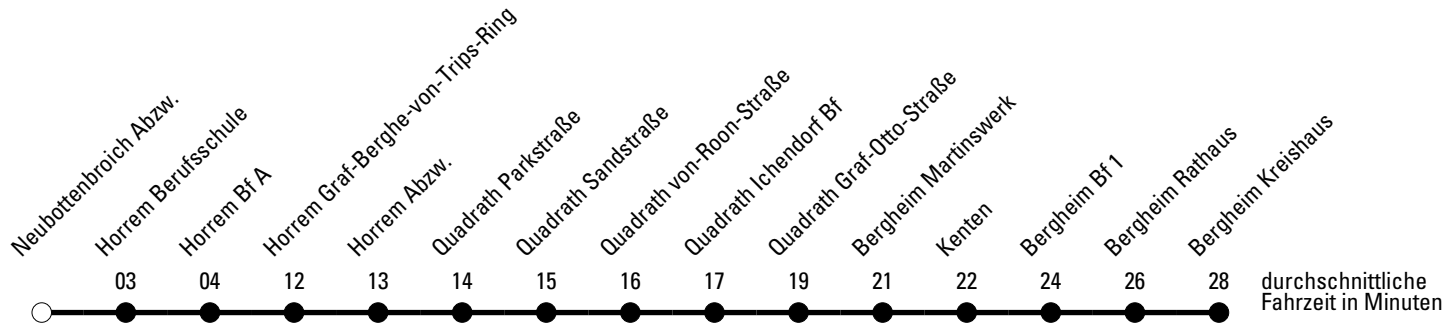 Neubottenbroich Abzw.
Horrem Berufsschule
Horrem Bf A
Horrem Graf-Berghe-von-Trips-Ring
Horrem Abzw.
Quadrath Parkstraße
Quadrath Sandstraße
Quadrath von-Roon-Straße
Quadrath Ichendorf Bf
Quadrath Graf-Otto-Straße
Bergheim Martinswerk
Kenten
Bergheim Bf 1
Bergheim Rathaus
Bergheim Kreishaus
03 04 12 13 14 15 16 17 19 21 22 24 26 28
durchschnittliche
Fahrzeit in Minuten